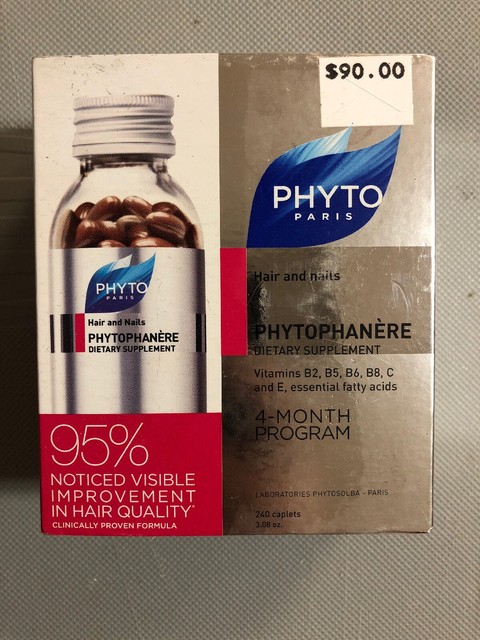 $90.00
PHYTO
PARIS
Hair and nails
PHYTOPHANÈRE
DIETARY SUPPLEMENT
Vitamins B2, B5, B6, B8, C
and E, essential fatty acids
4-MONTH
PROGRAM
LABORATOIRES PHYTOSOLBA - PARIS
240 caplets
3.08 oz.
PHYTO
PARIS
Hair and Nails
PHYTOPHANÈRE
DIETARY SUPPLEMENT
95%
NOTICED VISIBLE
IMPROVEMENT
IN HAIR QUALITY*
CLINICALLY PROVEN FORMULA